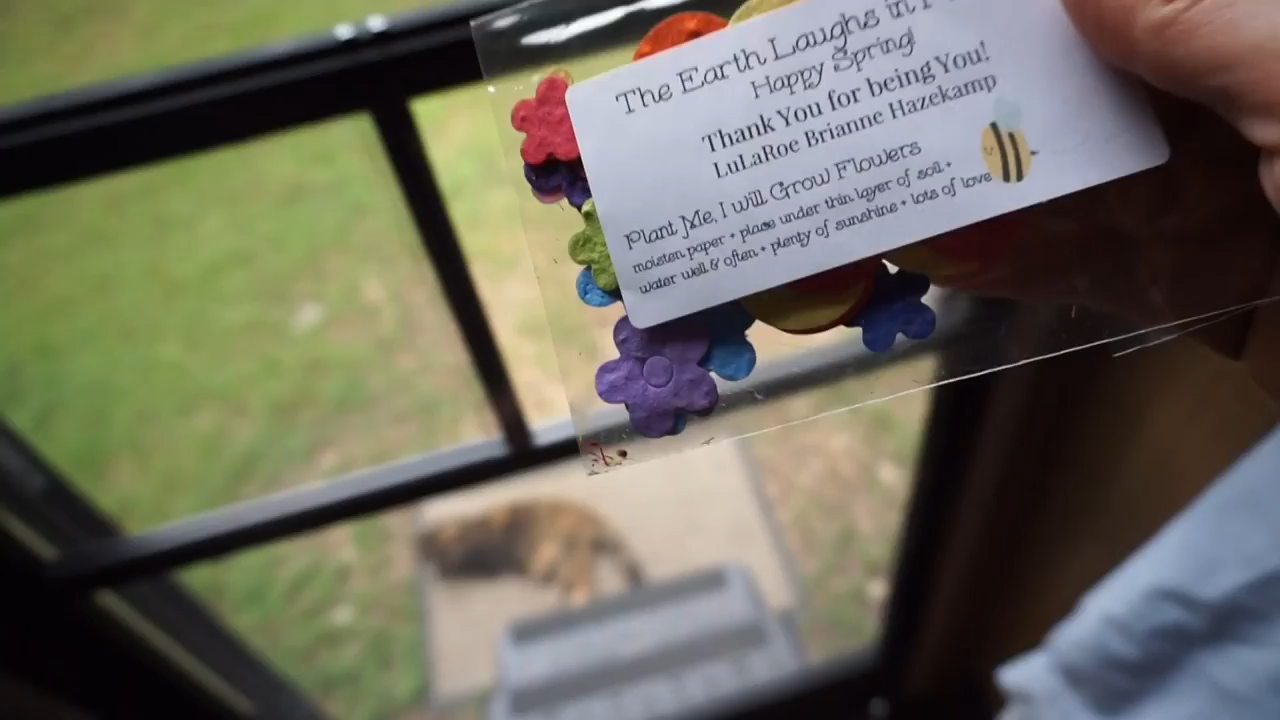 The Earth Laughs in
Happy Spring!
Thank You for being You!
LuLaRoe Brianne Hazekamp
Plant Me, I will Grow Flowers
moisten paper + place under thin layer of soil +
water well & often + plenty of sunshine + lots of love